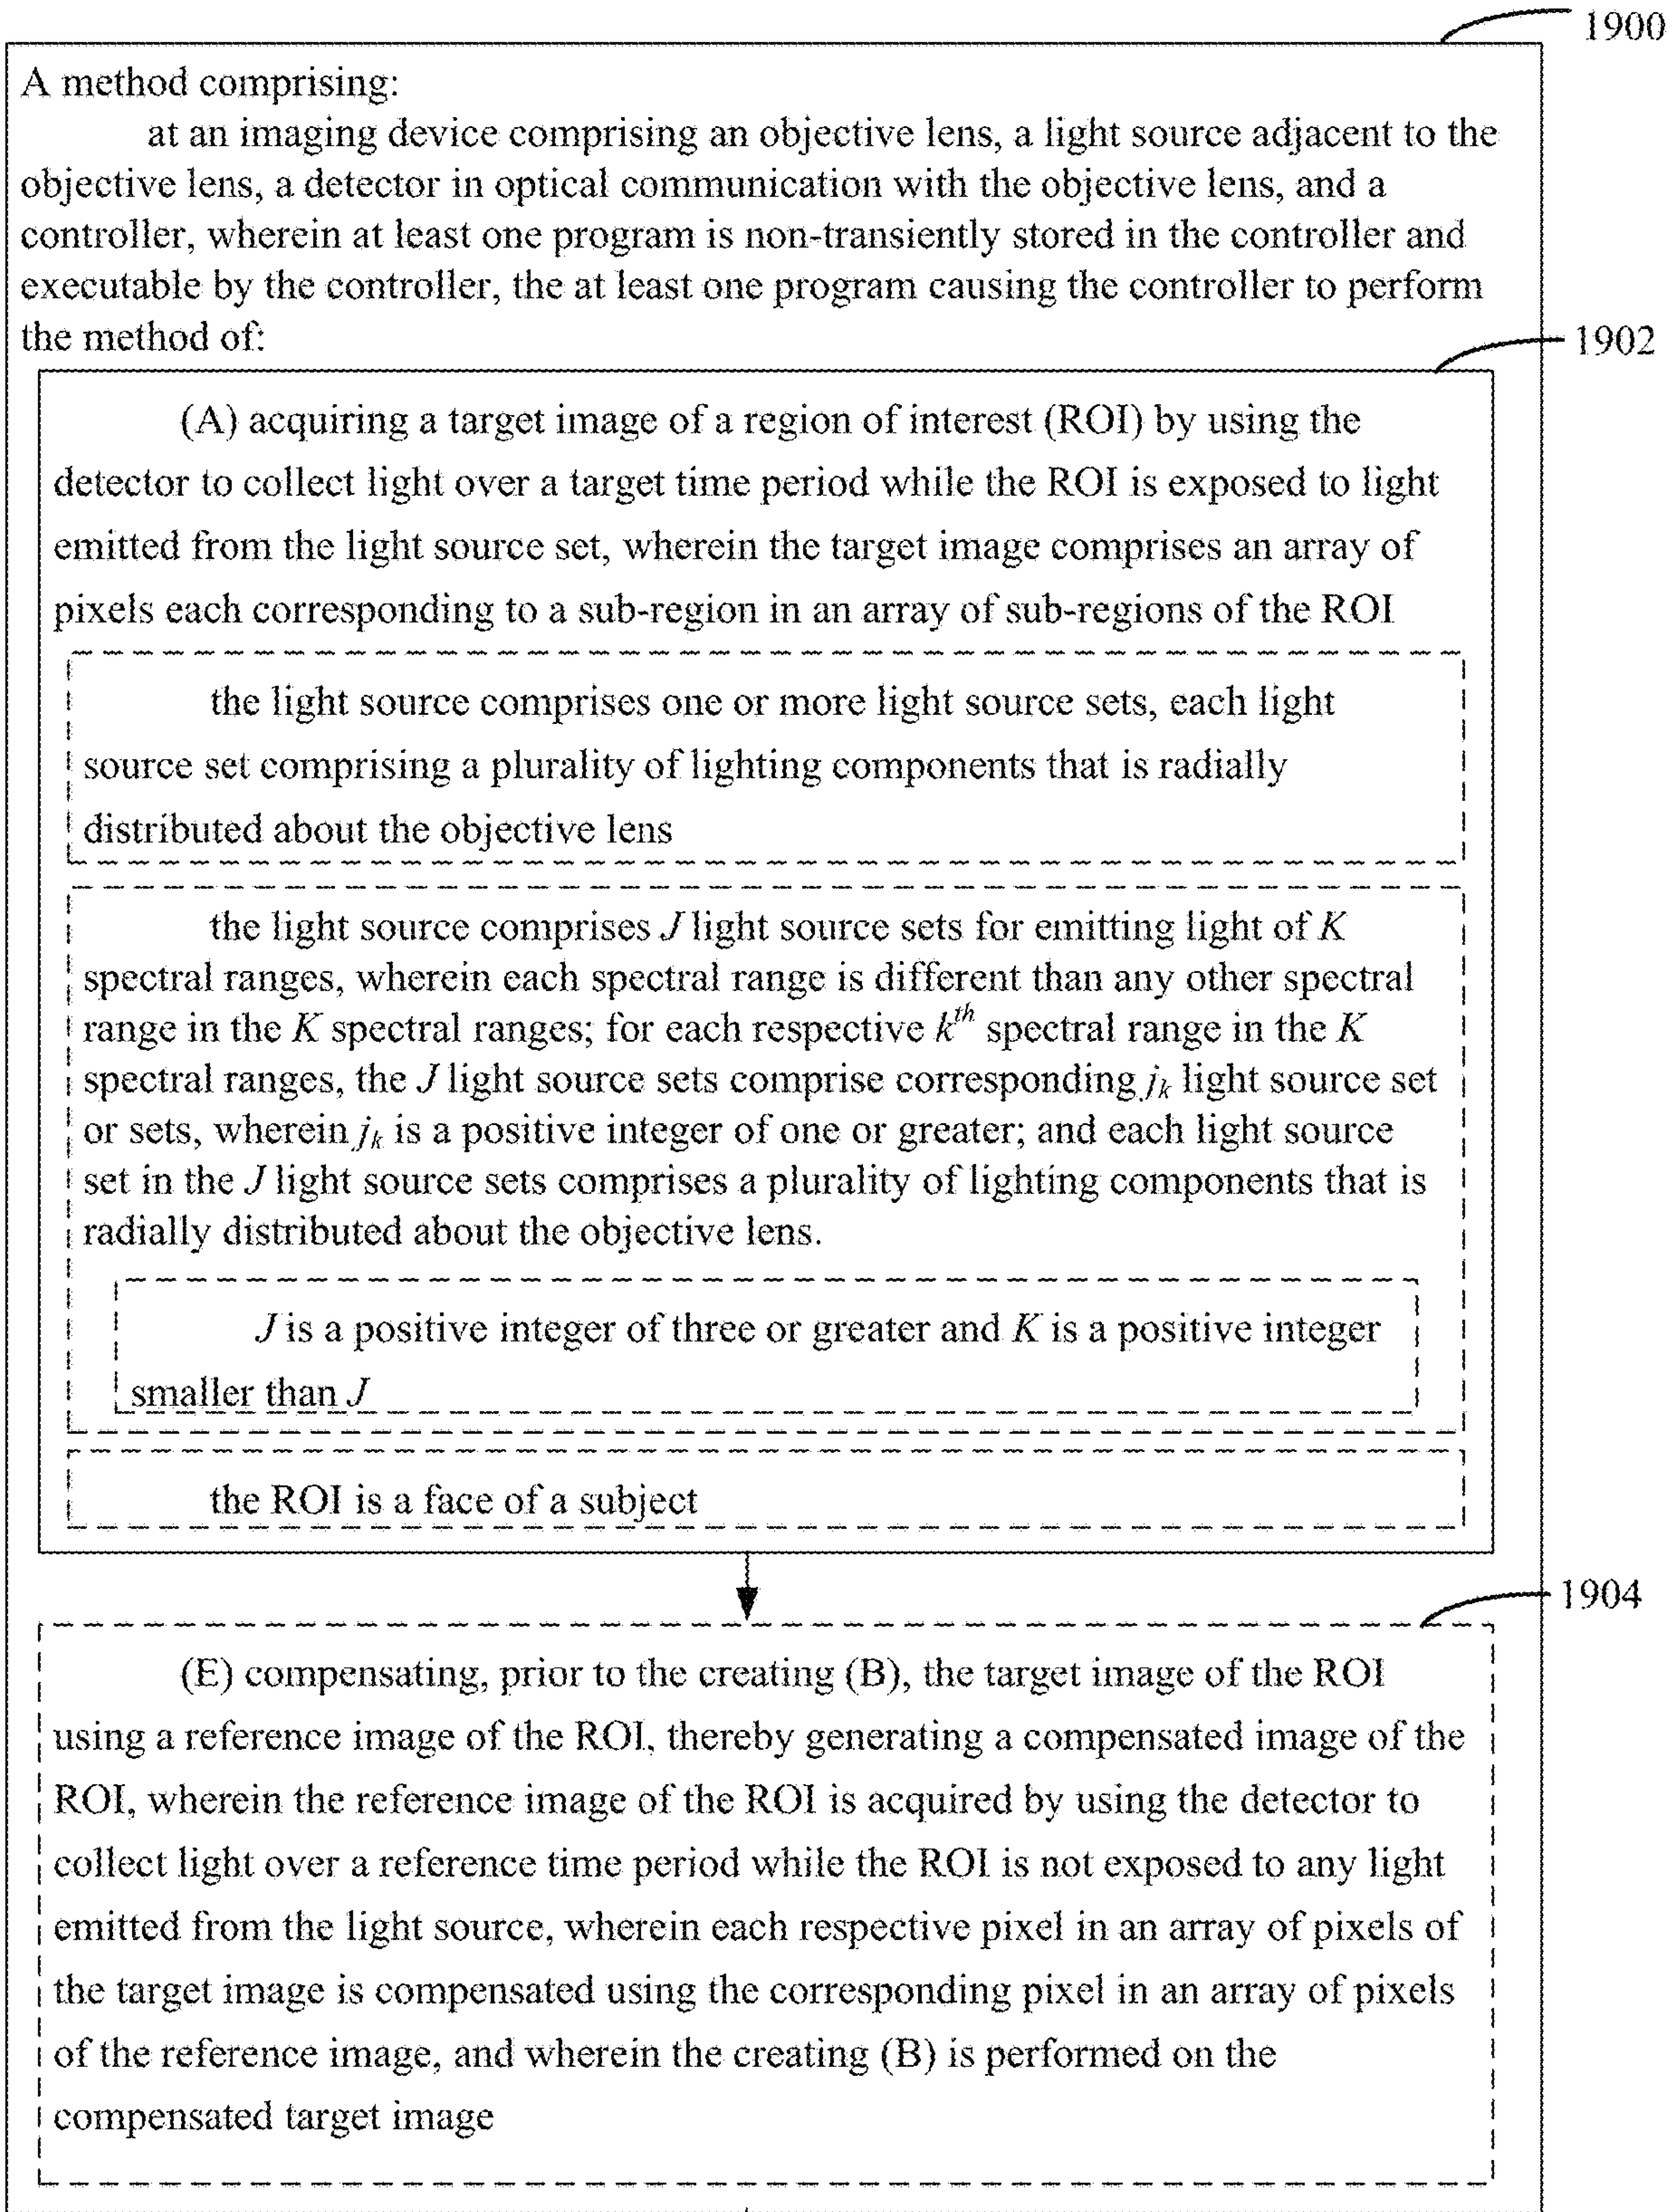 1900
A method comprising:
at an imaging device comprising an objective lens, a light source adjacent to the
objective lens, a detector in optical communication with the objective lens, and a
controller, wherein at least one program is non-transiently stored in the controller and
executable by the controller, the at least one program causing the controller to perform
the method of:
1902
(A) acquiring a target image of a region of interest (ROI) by using the
detector to collect light over a target time period while the ROI is exposed to light
emitted from the light source set, wherein the target image comprises an array of
pixels each corresponding to a sub-region in an array of sub-regions of the ROI
the light source comprises one or more light source sets, each light
source set comprising a plurality of lighting components that is radially
distributed about the objective lens
the light source comprises J light source sets for emitting light of K
spectral ranges, wherein each spectral range is different than any other spectral
range in the K spectral ranges; for each respective k^th spectral range in the K
spectral ranges, the J light source sets comprise corresponding j_k light source set
or sets, wherein j_k is a positive integer of one or greater; and each light source
set in the J light source sets comprises a plurality of lighting components that is
radially distributed about the objective lens.
J is a positive integer of three or greater and K is a positive integer
smaller than J
the ROI is a face of a subject
1904
(E) compensating, prior to the creating (B), the target image of the ROI
using a reference image of the ROI, thereby generating a compensated image of the
ROI, wherein the reference image of the ROI is acquired by using the detector to
collect light over a reference time period while the ROI is not exposed to any light
emitted from the light source, wherein each respective pixel in an array of pixels of
the target image is compensated using the corresponding pixel in an array of pixels
of the reference image, and wherein the creating (B) is performed on the
compensated target image